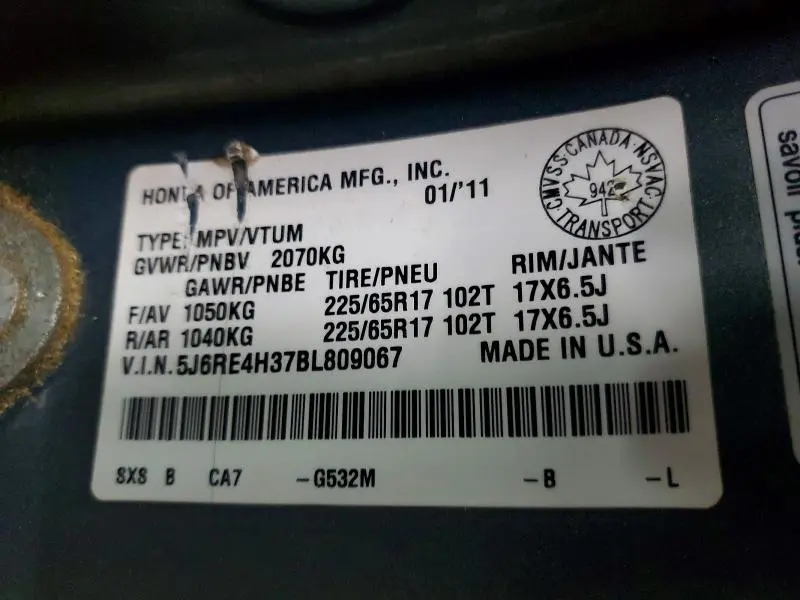 HONDA OF AMERICA MFG., INC.
01/'11
CMVSS·CANADA·NSVAC
TRANSPORT
TYPE: MPV/VTUM
GVWR/PNBV 2070KG
GAWR/PNBE TIRE/PNEU RIM/JANTE
F/AV 1050KG 225/65R17 102T 17X6.5J
R/AR 1040KG 225/65R17 102T 17X6.5J
V.I.N. 5J6RE4H37BL809067 MADE IN U.S.A.
SXS B CA7 -G532M -B -L
savoir